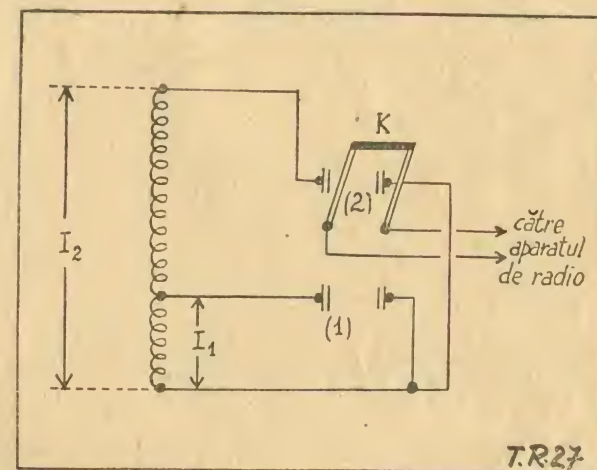 K
(2)
către
aparatul
de radio
I₂
(1)
I₁
T.R.27